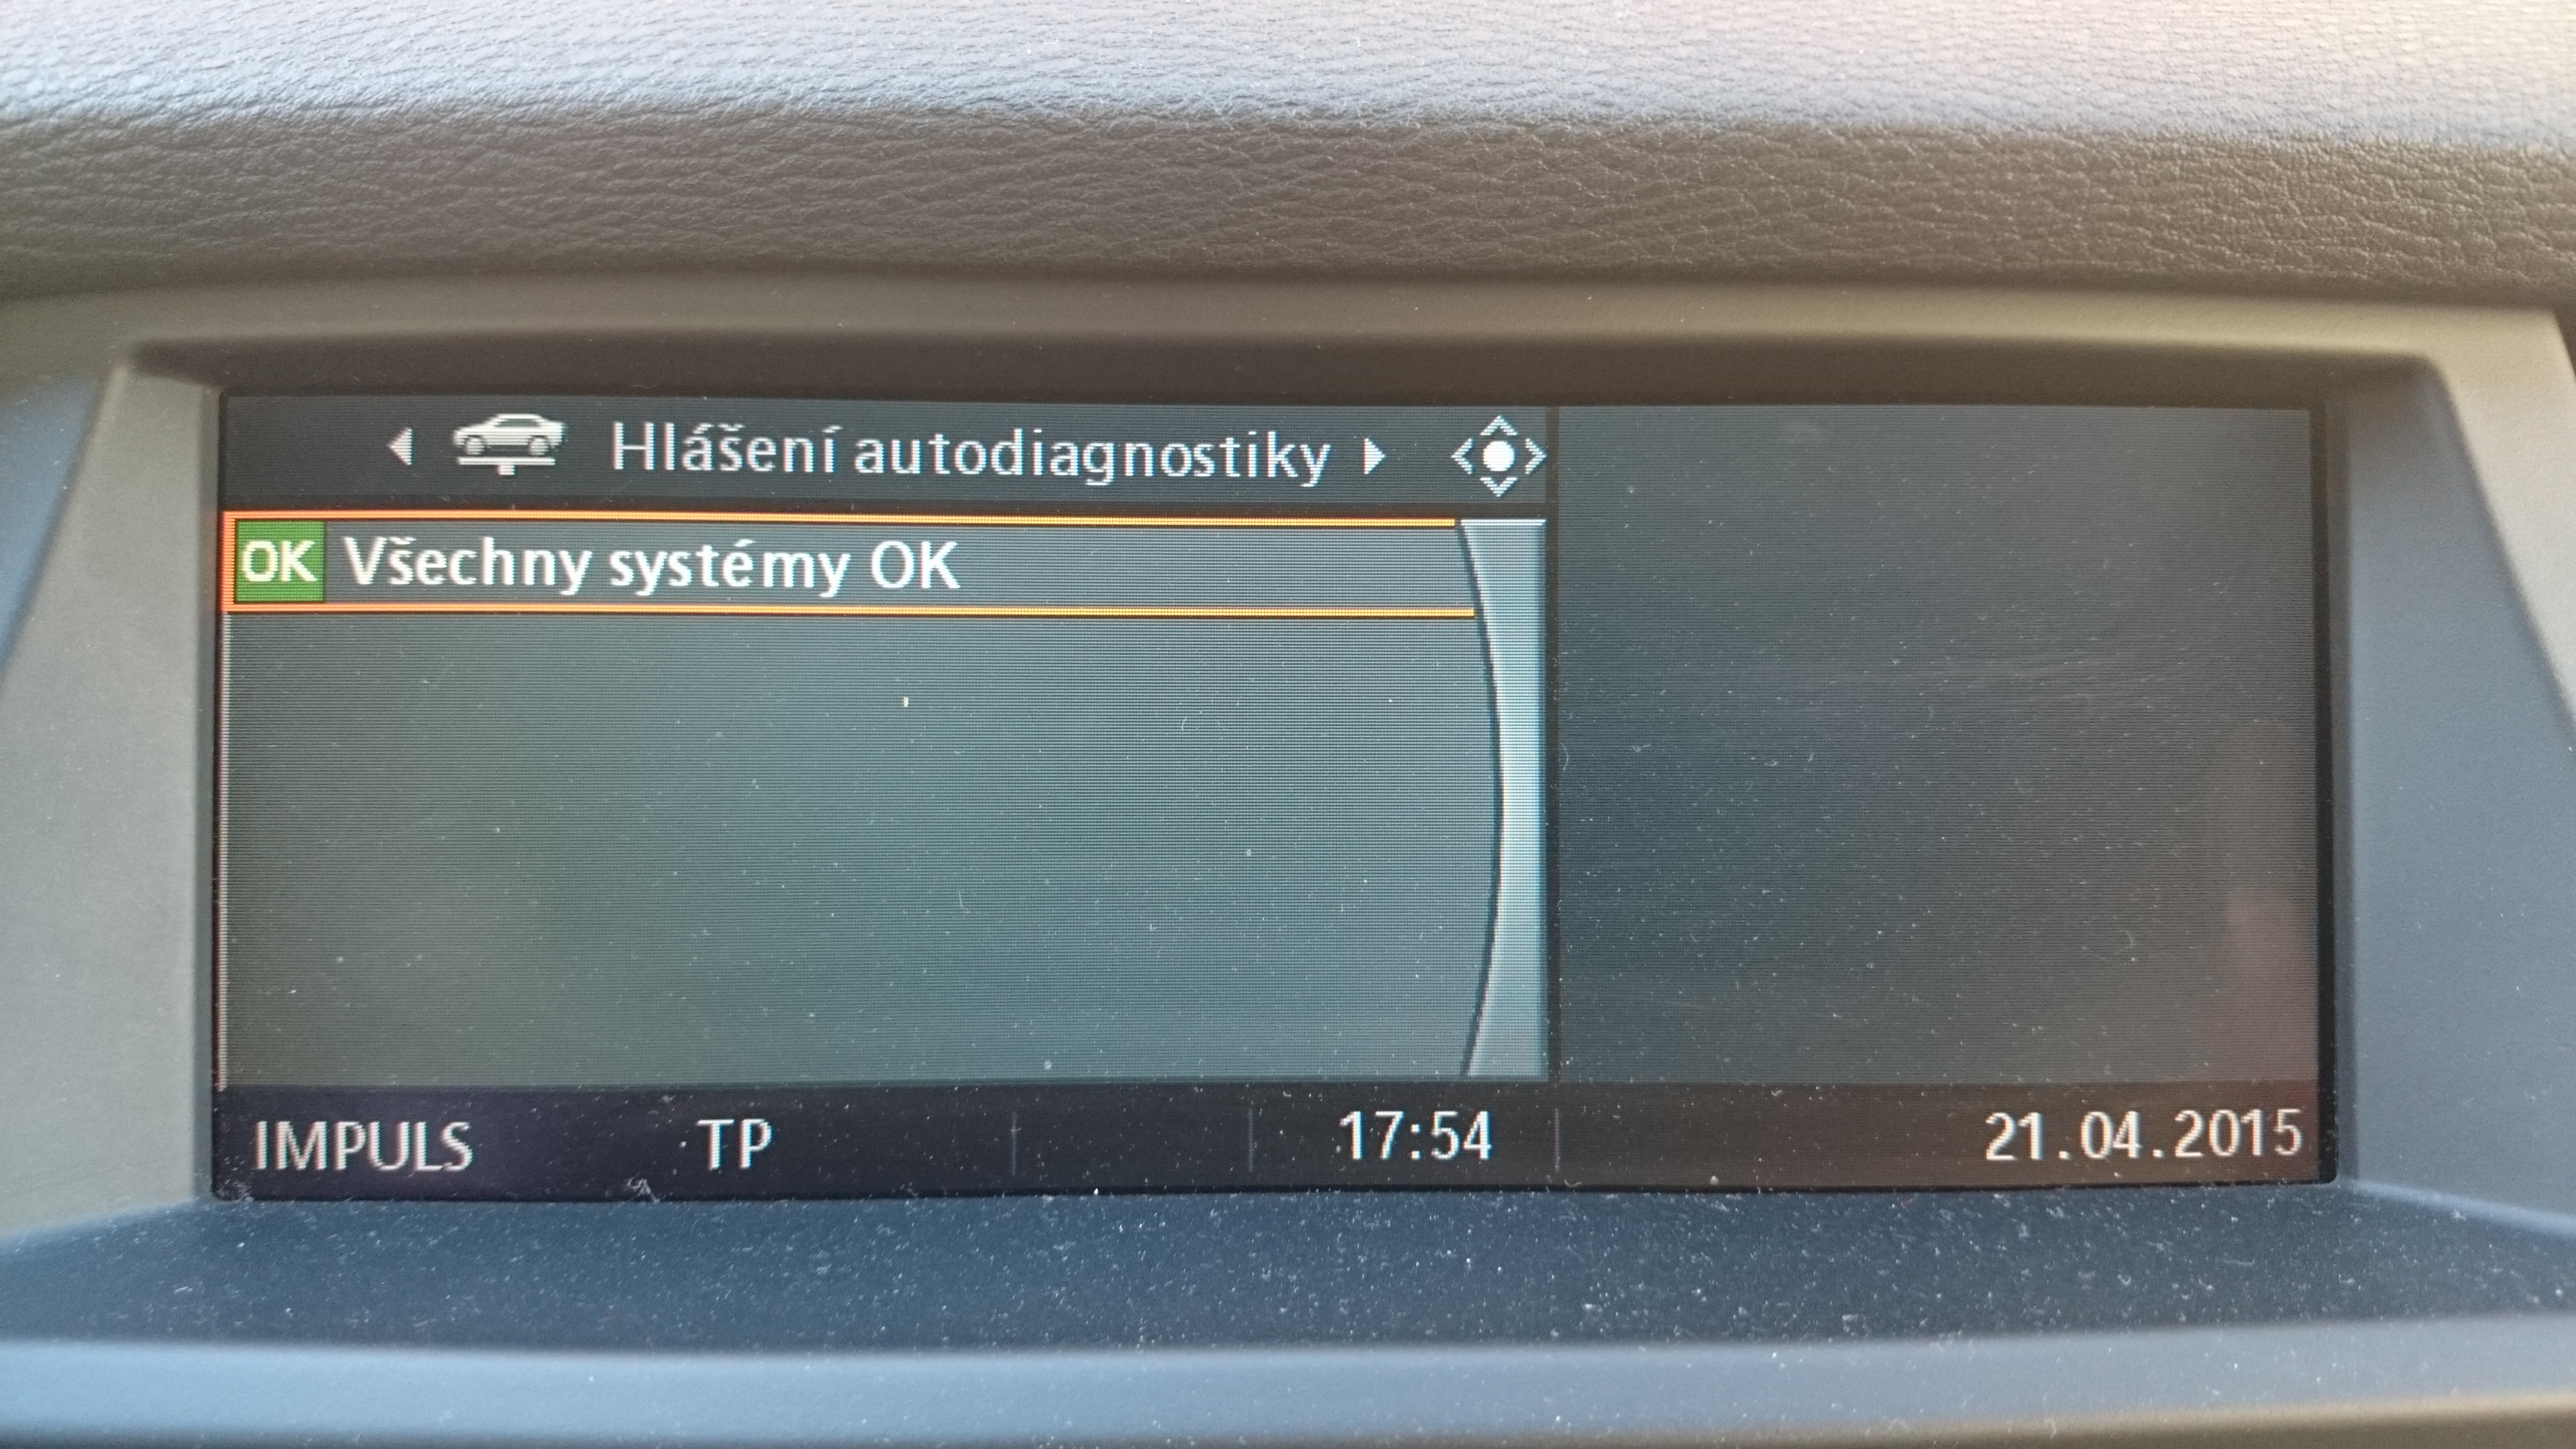 Hlášení autodiagnostiky
OK Všechny systémy OK
IMPULS TP 17:54 21.04.2015